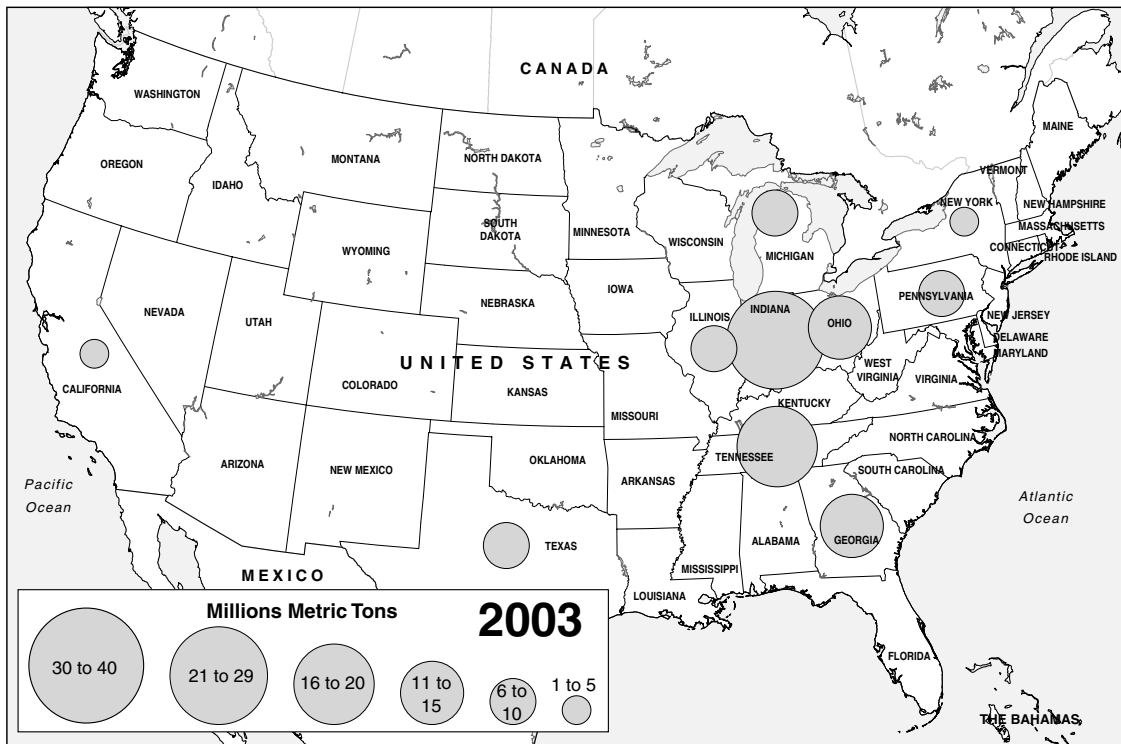 CANADA
WASHINGTON
MAINE
MONTANA
NORTH DAKOTA
OREGON
VERMONT
IDAHO
NEW YORK
NEW HAMPSHIRE
SOUTH
DAKOTA
MINNESOTA
WISCONSIN
MASSACHUSETTS
WYOMING
MICHIGAN
CONNECTICUT
RHODE ISLAND
IOWA
PENNSYLVANIA
NEBRASKA
NEVADA
INDIANA
ILLINOIS
OHIO
NEW JERSEY
UTAH
DELAWARE
MARYLAND
UNITED STATES
WEST
VIRGINIA
VIRGINIA
COLORADO
CALIFORNIA
KANSAS
KENTUCKY
MISSOURI
NORTH CAROLINA
TENNESSEE
OKLAHOMA
ARIZONA
NEW MEXICO
SOUTH CAROLINA
ARKANSAS
Pacific
Ocean
Atlantic
Ocean
GEORGIA
ALABAMA
TEXAS
MISSISSIPPI
MEXICO
LOUISIANA
FLORIDA
THE BAHAMAS
Millions Metric Tons
2003
30 to 40
21 to 29
16 to 20
11 to
15
6 to
10
1 to 5